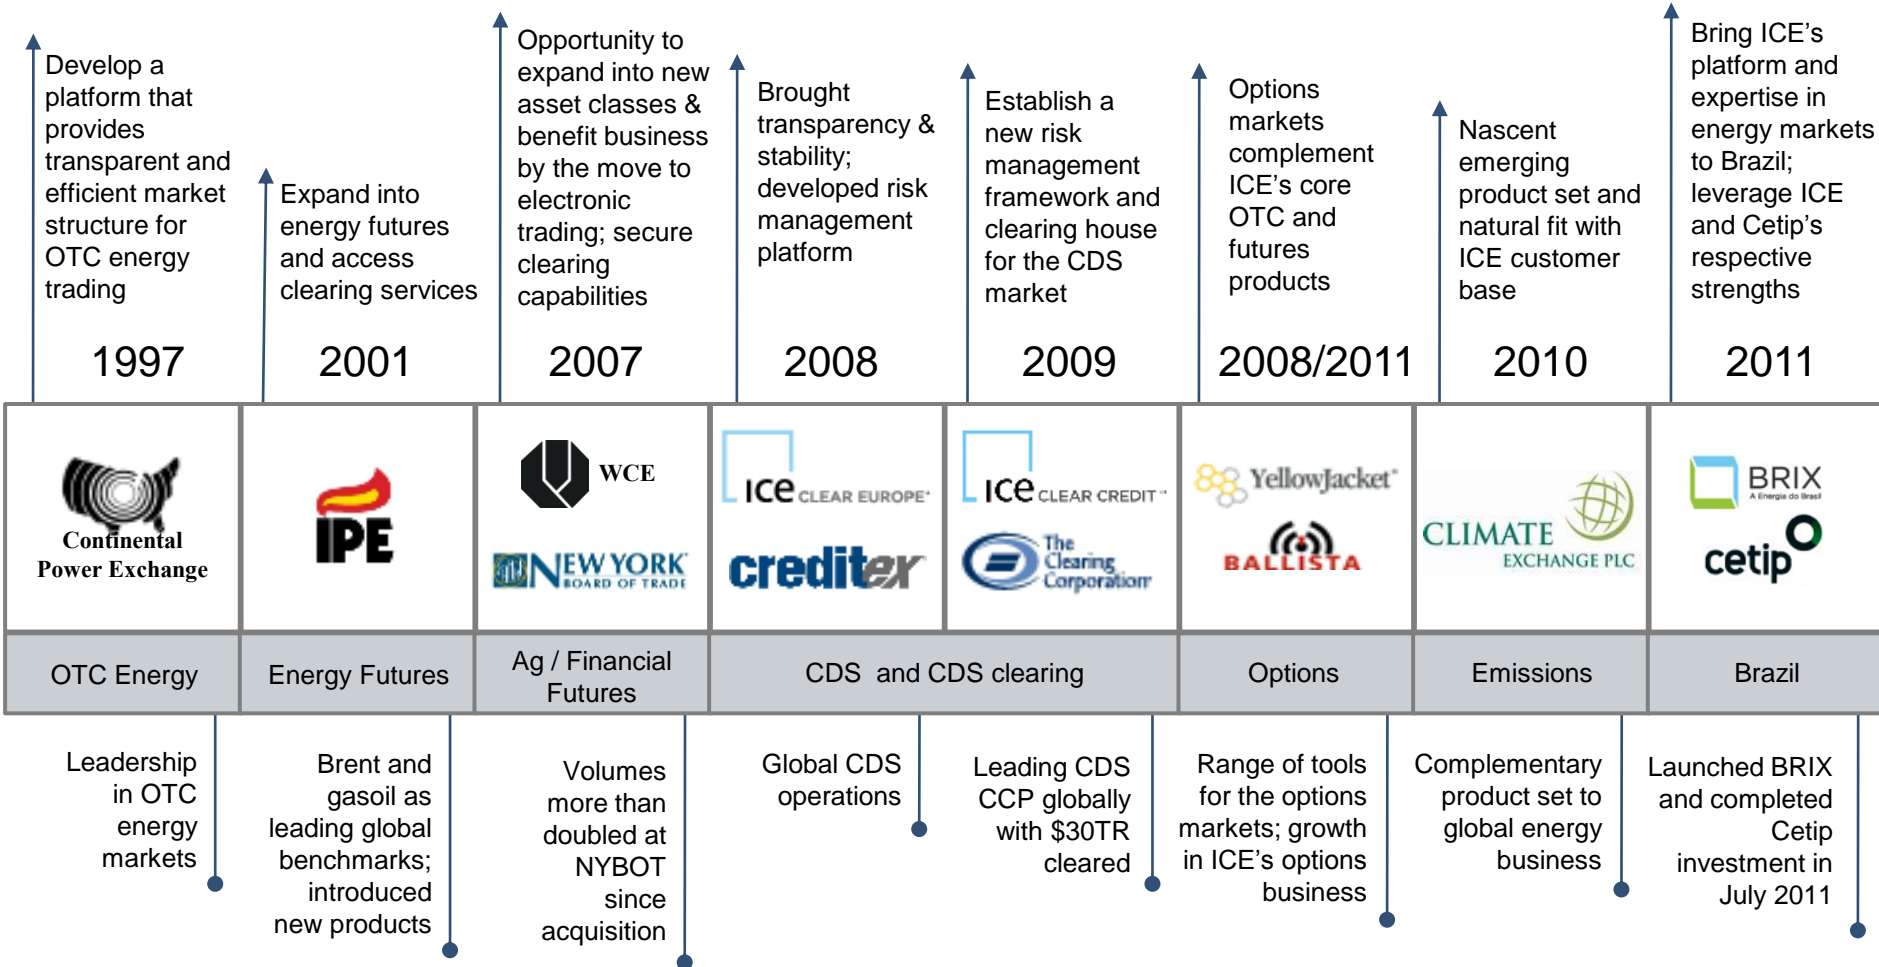 Develop a
platform that
provides
transparent and
efficient market
structure for
OTC energy
trading
Expand into
energy futures
and access
clearing services
Opportunity to
expand into new
asset classes &
benefit business
by the move to
electronic
trading; secure
clearing
capabilities
Brought
transparency &
stability;
developed risk
management
platform
Establish a
new risk
management
framework and
clearing house
for the CDS
market
Options
markets
complement
ICE's core
OTC and
futures
products
Nascent
emerging
product set and
natural fit with
ICE customer
base
Bring ICE's
platform and
expertise in
energy markets
to Brazil;
leverage ICE
and Cetip's
respective
strengths
1997
2001
2007
2008
2009
2008/2011
2010
2011
Continental
Power Exchange
IPE
WCE
NEW YORK
BOARD OF TRADE
ice CLEAR EUROPE
creditex
ice CLEAR CREDIT
The
Clearing
Corporation
YellowJacket
BALLISTA
CLIMATE
EXCHANGE PLC
BRIX
A Energia do Brasil
cetip
OTC Energy
Energy Futures
Ag / Financial
Futures
CDS and CDS clearing
Options
Emissions
Brazil
Leadership
in OTC
energy
markets
Brent and
gasoil as
leading global
benchmarks;
introduced
new products
Volumes
more than
doubled at
NYBOT
since
acquisition
Global CDS
operations
Leading CDS
CCP globally
with $30TR
cleared
Range of tools
for the options
markets; growth
in ICE's options
business
Complementary
product set to
global energy
business
Launched BRIX
and completed
Cetip
investment in
July 2011